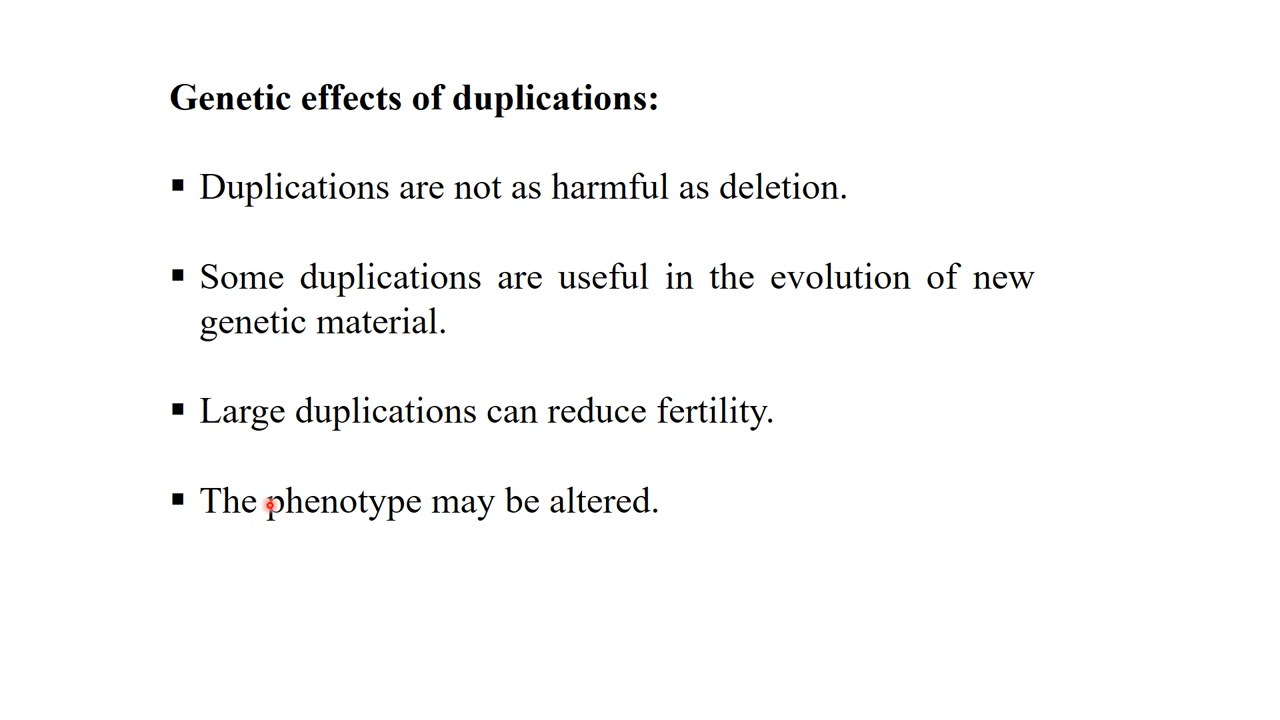 Genetic effects of duplications:
▪ Duplications are not as harmful as deletion.
▪ Some duplications are useful in the evolution of new
genetic material.
▪ Large duplications can reduce fertility.
▪ The phenotype may be altered.